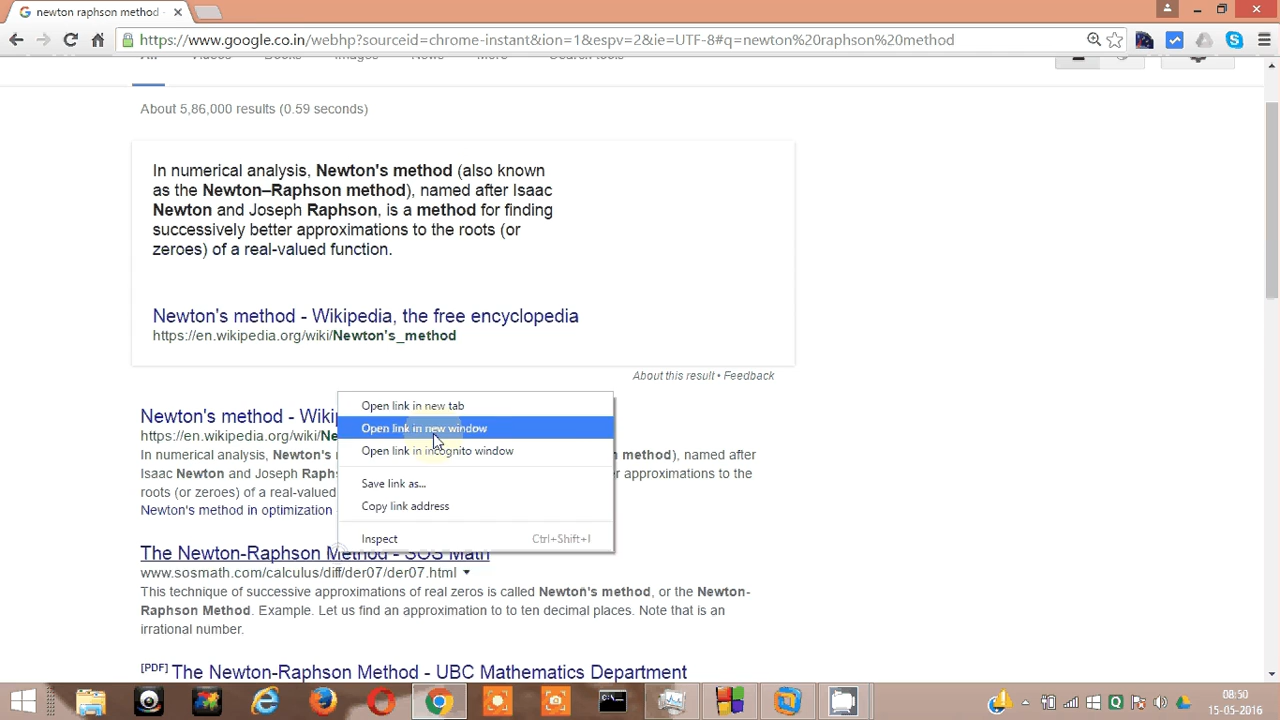 newton raphson method -
https://www.google.co.in/webhp?sourceid=chrome-instant&ion=1&espv=2&ie=UTF-8#q=newton%20raphson%20method
All Videos Books Images News More Search tools
About 5,86,000 results (0.59 seconds)
In numerical analysis, Newton's method (also known
as the Newton–Raphson method), named after Isaac
Newton and Joseph Raphson, is a method for finding
successively better approximations to the roots (or
zeroes) of a real-valued function.
Newton's method - Wikipedia, the free encyclopedia
https://en.wikipedia.org/wiki/Newton's_method
About this result • Feedback
Newton's method - Wiki
https://en.wikipedia.org/wiki/Ne
In numerical analysis, Newton's method), named after
Isaac Newton and Joseph Raphs approximations to the
roots (or zeroes) of a real-valued
Newton's method in optimization
Open link in new tab
Open link in new window
Open link in incognito window
Save link as...
Copy link address
Inspect Ctrl+Shift+I
The Newton-Raphson Method - SOS Math
www.sosmath.com/calculus/diff/der07/der07.html
This technique of successive approximations of real zeros is called Newton's method, or the Newton-
Raphson Method. Example. Let us find an approximation to to ten decimal places. Note that is an
irrational number.
[PDF] The Newton-Raphson Method - UBC Mathematics Department
08:50
15-05-2016